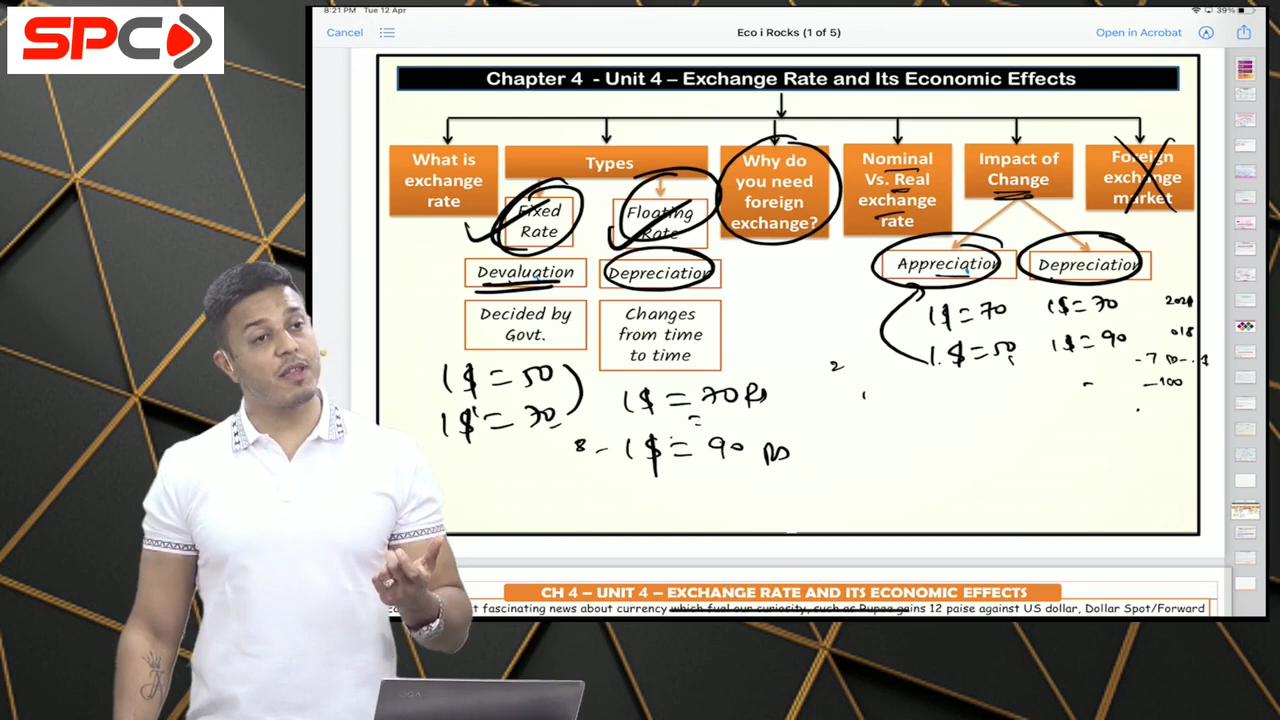 SPC
8:21 PM Tue 12 Apr
39%
Cancel
Eco i Rocks (1 of 5)
Open in Acrobat
Chapter 4 - Unit 4 – Exchange Rate and Its Economic Effects
What is exchange rate
Types
Why do you need foreign exchange?
Nominal Vs. Real exchange rate
Impact of Change
Foreign exchange market
Fixed Rate
Floating Rate
Devaluation
Depreciation
Appreciation
Depreciation
Decided by Govt.
Changes from time to time
1$ = 50
1$ = 70
1$ = 70 Rs
1$ = 90 Rs
1$ = 70
1$ = 50
1$ = 70
1$ = 90
-100
2
CH 4 – UNIT 4 – EXCHANGE RATE AND ITS ECONOMIC EFFECTS
t fascinating news about currency which fuel our curiosity, such as Rupee gains 12 paise against US dollar, Dollar Spot/Forward